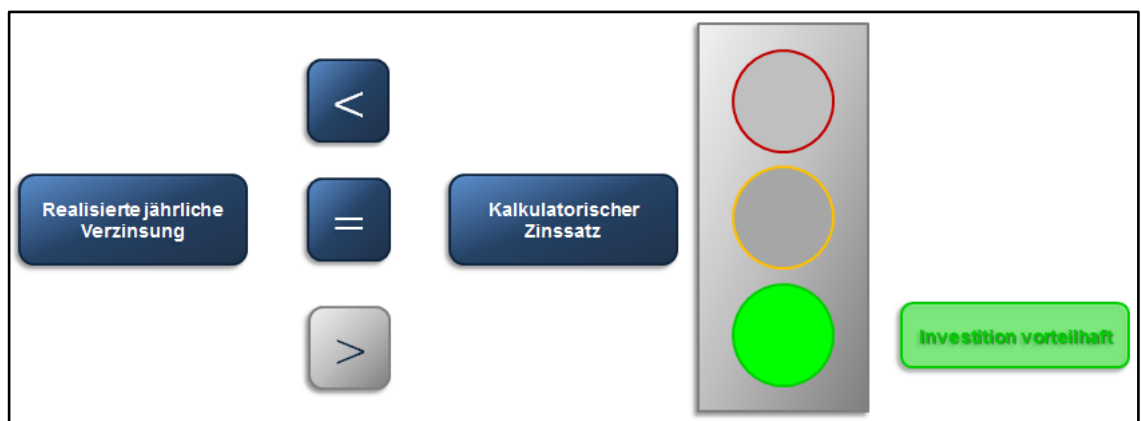 <
Realisierte jährliche
Verzinsung
=
Kalkulatorischer
Zinssatz
>
Investition vorteilhaft